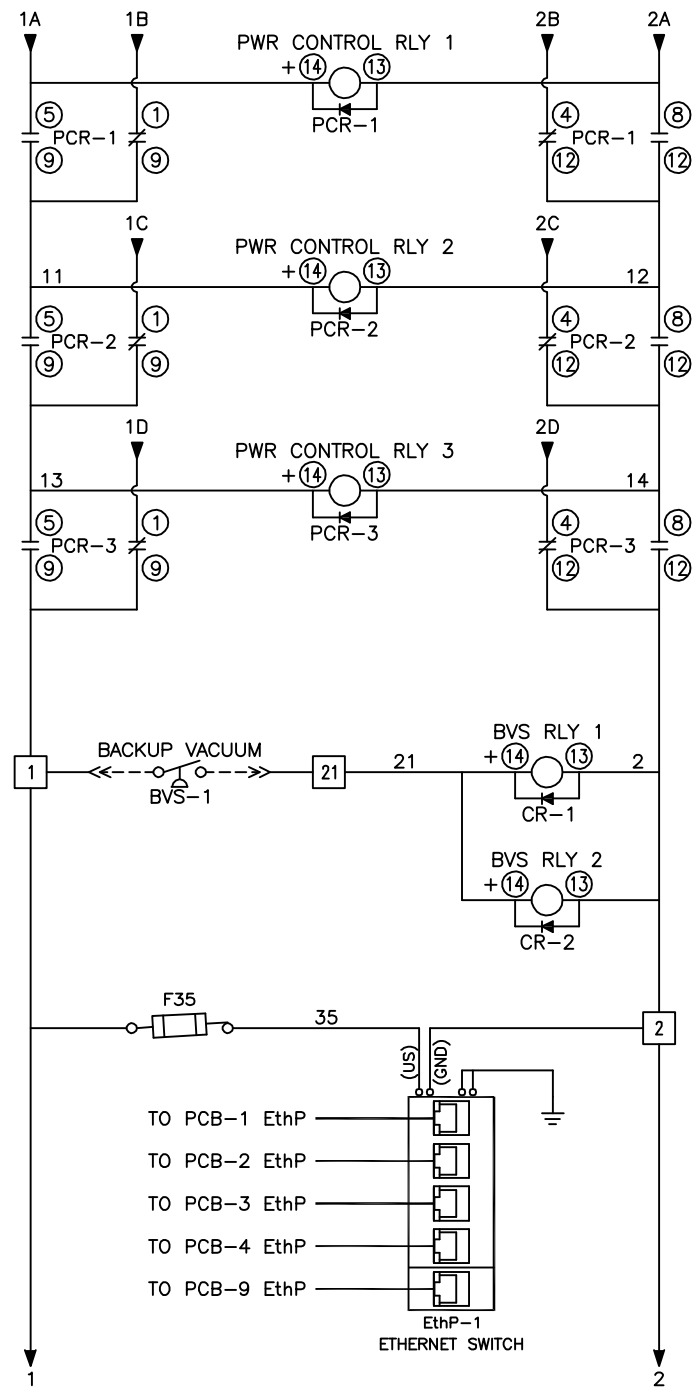 1A 1B 2B 2A
PWR CONTROL RLY 1
+ 14 13
PCR-1
5 1 4 8
PCR-1 PCR-1
9 9 12 12
1C 2C
PWR CONTROL RLY 2
11 + 14 13 12
PCR-2
5 1 4 8
PCR-2 PCR-2
9 9 12 12
1D 2D
PWR CONTROL RLY 3
13 + 14 13 14
PCR-3
5 1 4 8
PCR-3 PCR-3
9 9 12 12
BACKUP VACUUM BVS RLY 1
1 21 21 + 14 13 2
BVS-1 CR-1
BVS RLY 2
+ 14 13
CR-2
F35
35 2
(US) (GND)
TO PCB-1 EthP
TO PCB-2 EthP
TO PCB-3 EthP
TO PCB-4 EthP
TO PCB-9 EthP
EthP-1
ETHERNET SWITCH
1 2